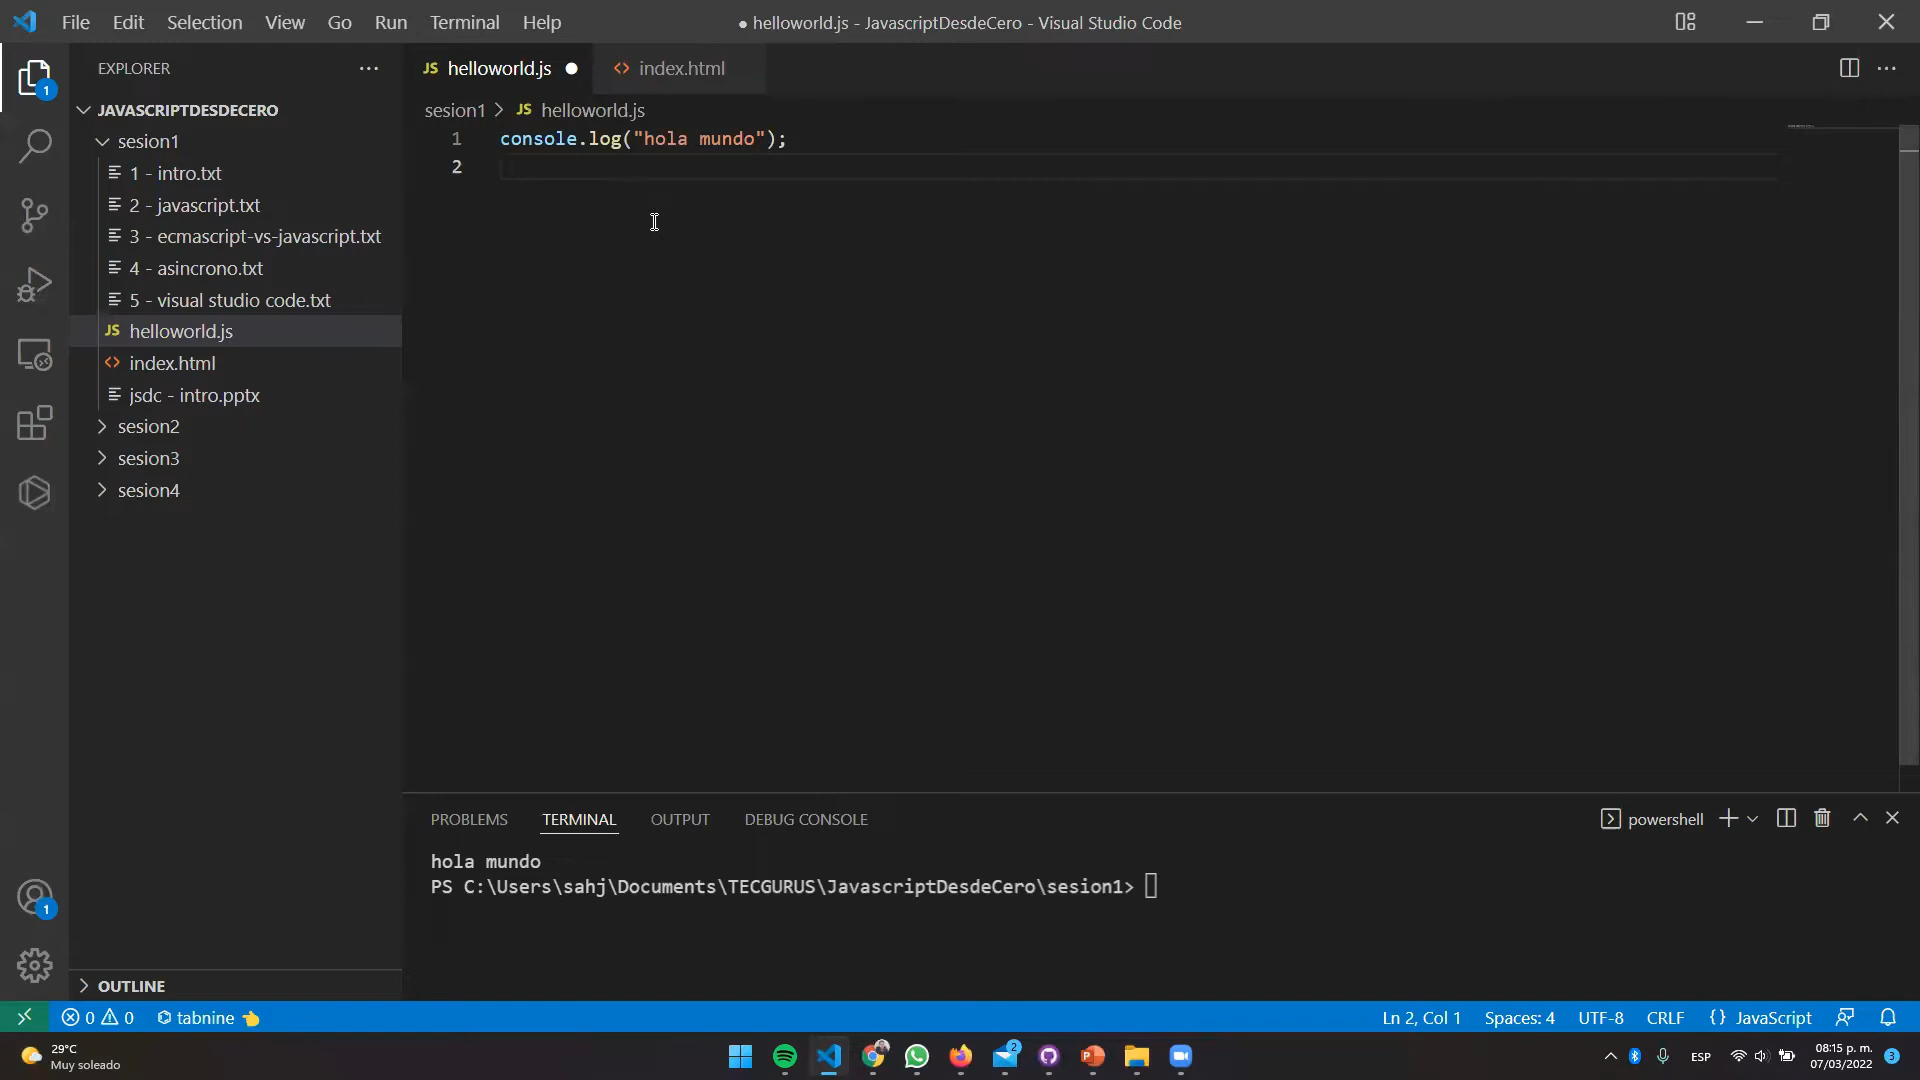 File Edit Selection View Go Run Terminal Help
● helloworld.js - JavascriptDesdeCero - Visual Studio Code
EXPLORER
JS helloworld.js
index.html
JAVASCRIPTDESDECERO
sesion1
1 - intro.txt
2 - javascript.txt
3 - ecmascript-vs-javascript.txt
4 - asincrono.txt
5 - visual studio code.txt
JS helloworld.js
index.html
jsdc - intro.pptx
sesion2
sesion3
sesion4
OUTLINE
1
1
sesion1 > JS helloworld.js
1 console.log("hola mundo");
2
PROBLEMS TERMINAL OUTPUT DEBUG CONSOLE
powershell
hola mundo
PS C:\Users\sahj\Documents\TECGURUS\JavascriptDesdeCero\sesion1>
0 0 tabnine
Ln 2, Col 1 Spaces: 4 UTF-8 CRLF {} JavaScript
29°C
Muy soleado
2
ESP
08:15 p. m.
07/03/2022
3